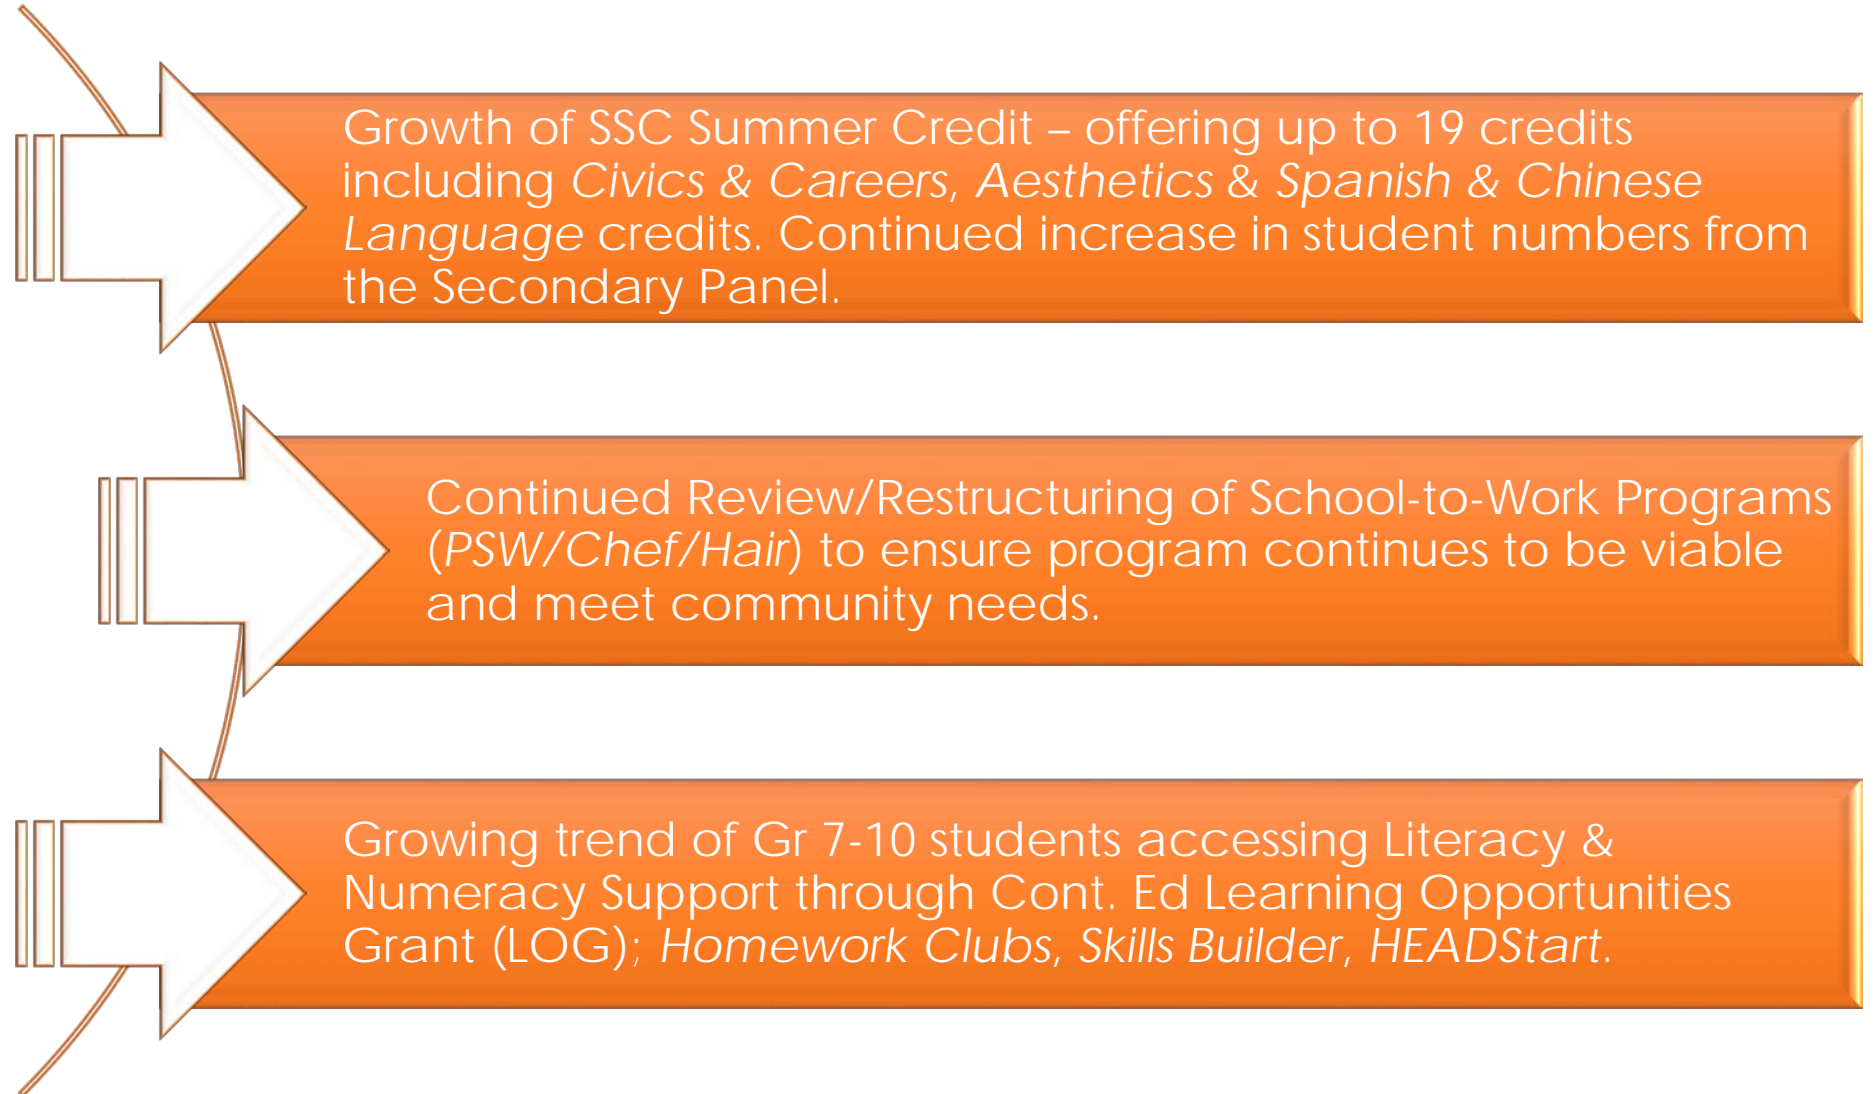 Growth of SSC Summer Credit – offering up to 19 credits
including Civics & Careers, Aesthetics & Spanish & Chinese
Language credits. Continued increase in student numbers from
the Secondary Panel.
Continued Review/Restructuring of School-to-Work Programs
(PSW/Chef/Hair) to ensure program continues to be viable
and meet community needs.
Growing trend of Gr 7-10 students accessing Literacy &
Numeracy Support through Cont. Ed Learning Opportunities
Grant (LOG); Homework Clubs, Skills Builder, HEADStart.